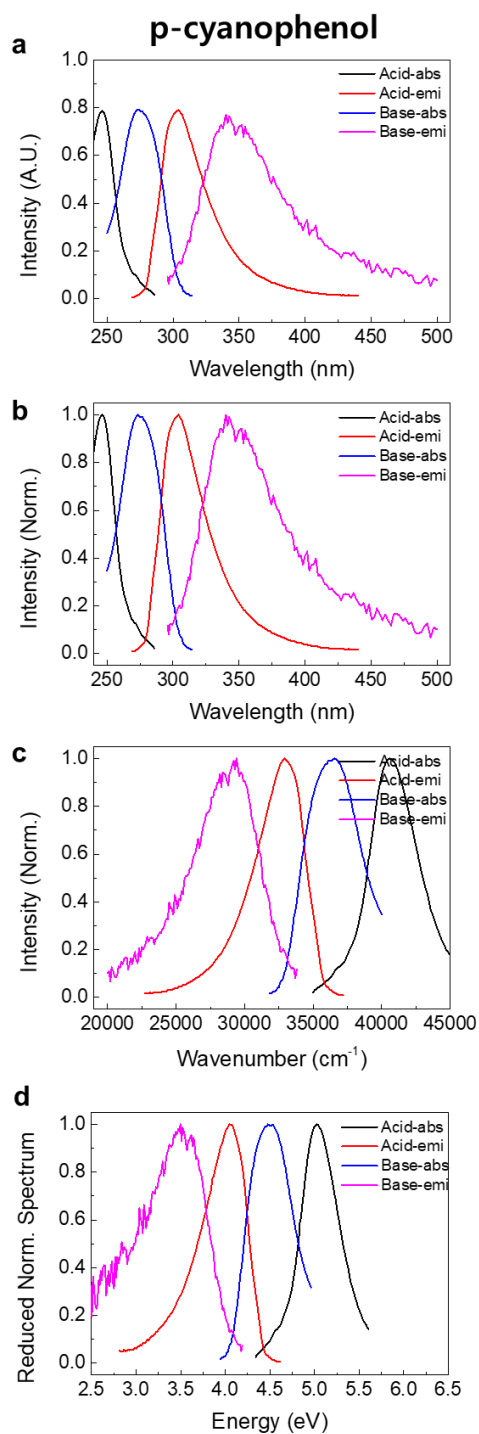 p-cyanophenol
a
Intensity (A.U.)
1.0
0.8
0.6
0.4
0.2
0.0
Acid-abs
Acid-emi
Base-abs
Base-emi
250 300 350 400 450 500
Wavelength (nm)
b
Intensity (Norm.)
1.0
0.8
0.6
0.4
0.2
0.0
Acid-abs
Acid-emi
Base-abs
Base-emi
250 300 350 400 450 500
Wavelength (nm)
c
Intensity (Norm.)
1.0
0.8
0.6
0.4
0.2
0.0
Acid-abs
Acid-emi
Base-abs
Base-emi
20000 25000 30000 35000 40000 45000
Wavenumber (cm⁻¹)
d
Reduced Norm. Spectrum
1.0
0.8
0.6
0.4
0.2
0.0
Acid-abs
Acid-emi
Base-abs
Base-emi
2.5 3.0 3.5 4.0 4.5 5.0 5.5 6.0 6.5
Energy (eV)